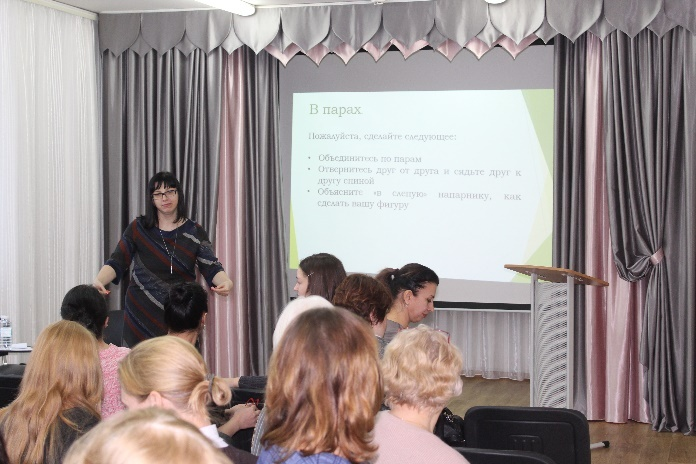 В парах
Пожалуйста, сделайте следующее:
• Объединитесь по парам
• Отвернитесь друг от друга и сядьте друг к
другу спиной
• Объясните «в слепую» напарнику, как
сделать вашу фигуру